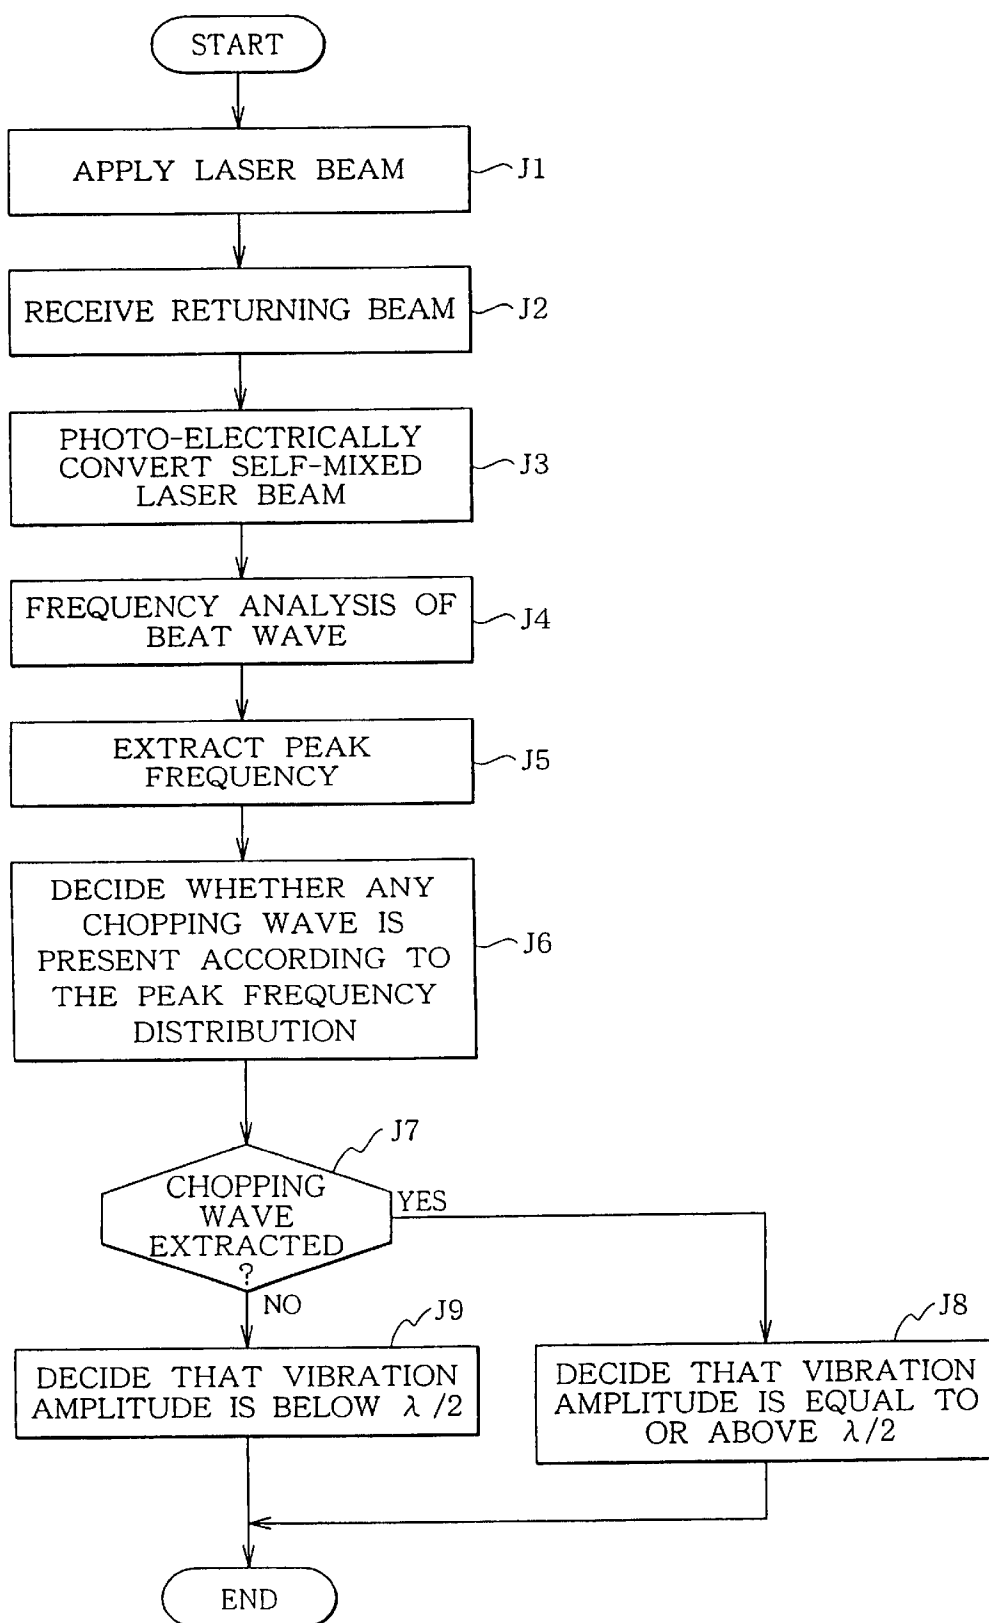 START
APPLY LASER BEAM
J1
RECEIVE RETURNING BEAM
J2
PHOTO-ELECTRICALLY
CONVERT SELF-MIXED
LASER BEAM
J3
FREQUENCY ANALYSIS OF
BEAT WAVE
J4
EXTRACT PEAK
FREQUENCY
J5
DECIDE WHETHER ANY
CHOPPING WAVE IS
PRESENT ACCORDING TO
THE PEAK FREQUENCY
DISTRIBUTION
J6
J7
CHOPPING
WAVE
EXTRACTED
?
YES
NO
J9
DECIDE THAT VIBRATION
AMPLITUDE IS BELOW λ/2
J8
DECIDE THAT VIBRATION
AMPLITUDE IS EQUAL TO
OR ABOVE λ/2
END